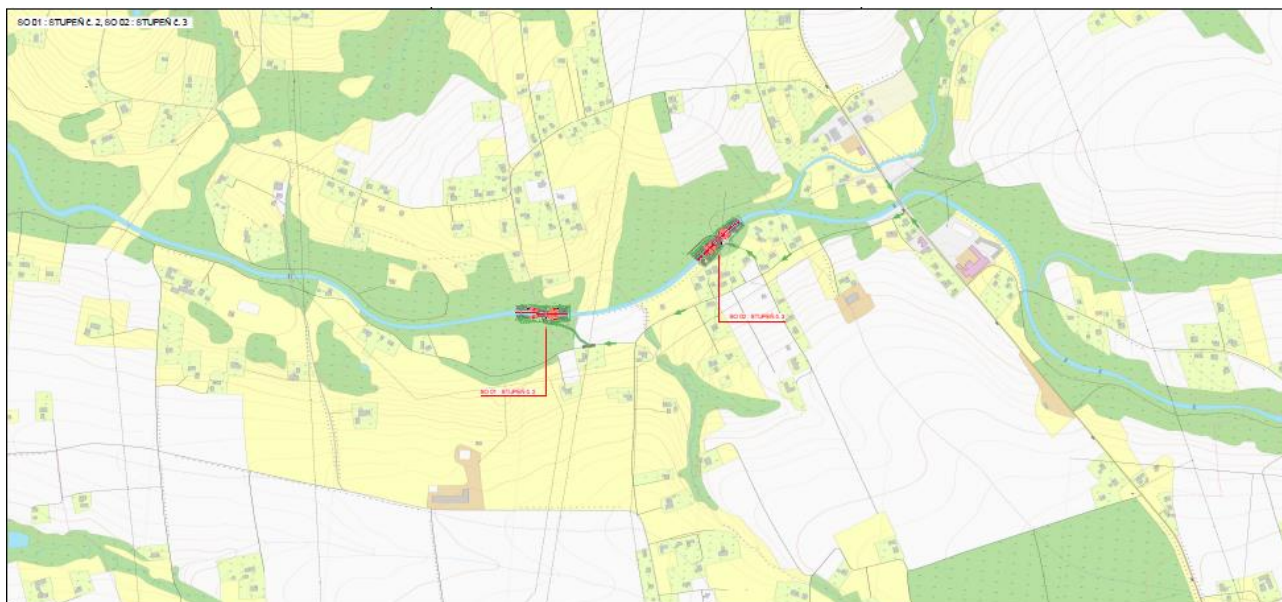 SO 01 : STUPEŇ č. 2, SO 02 : STUPEŇ č. 3
SO 02 : STUPEŇ č. 3
SO 01 : STUPEŇ č. 2